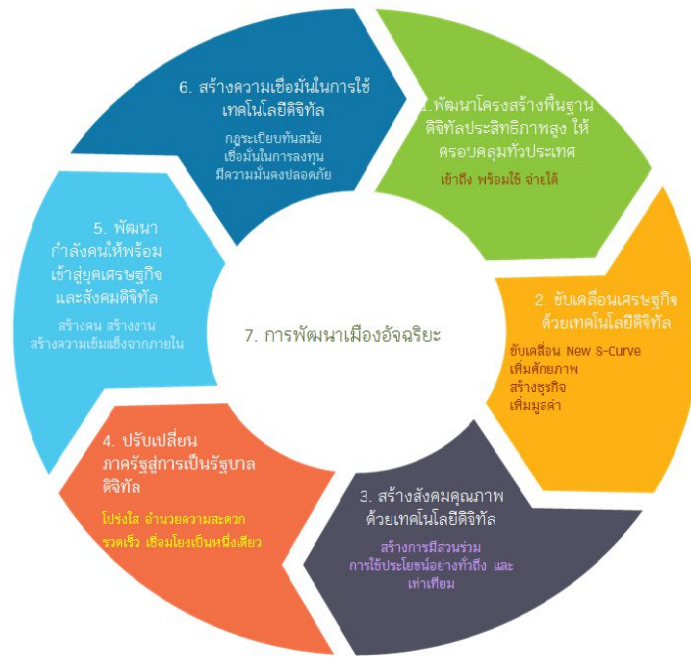 1.พัฒนาโครงสร้างพื้นฐาน
ดิจิทัลประสิทธิภาพสูง ให้
ครอบคลุมทั่วประเทศ
เข้าถึง พร้อมใช้ จ่ายได้
2. ขับเคลื่อนเศรษฐกิจ
ด้วยเทคโนโลยีดิจิทัล
ขับเคลื่อน New S-Curve
เพิ่มศักยภาพ
สร้างธุรกิจ
เพิ่มมูลค่า
3. สร้างสังคมคุณภาพ
ด้วยเทคโนโลยีดิจิทัล
สร้างการมีส่วนร่วม
การใช้ประโยชน์อย่างทั่วถึง และ
เท่าเทียม
4. ปรับเปลี่ยน
ภาครัฐสู่การเป็นรัฐบาล
ดิจิทัล
โปร่งใส อำนวยความสะดวก
รวดเร็ว เชื่อมโยงเป็นหนึ่งเดียว
5. พัฒนา
กำลังคนให้พร้อม
เข้าสู่ยุคเศรษฐกิจ
และสังคมดิจิทัล
สร้างคน สร้างงาน
สร้างความเข้มแข็งจากภายใน
6. สร้างความเชื่อมั่นในการใช้
เทคโนโลยีดิจิทัล
กฎระเบียบทันสมัย
เชื่อมั่นในการลงทุน
มีความมั่นคงปลอดภัย
7. การพัฒนาเมืองอัจฉริยะ